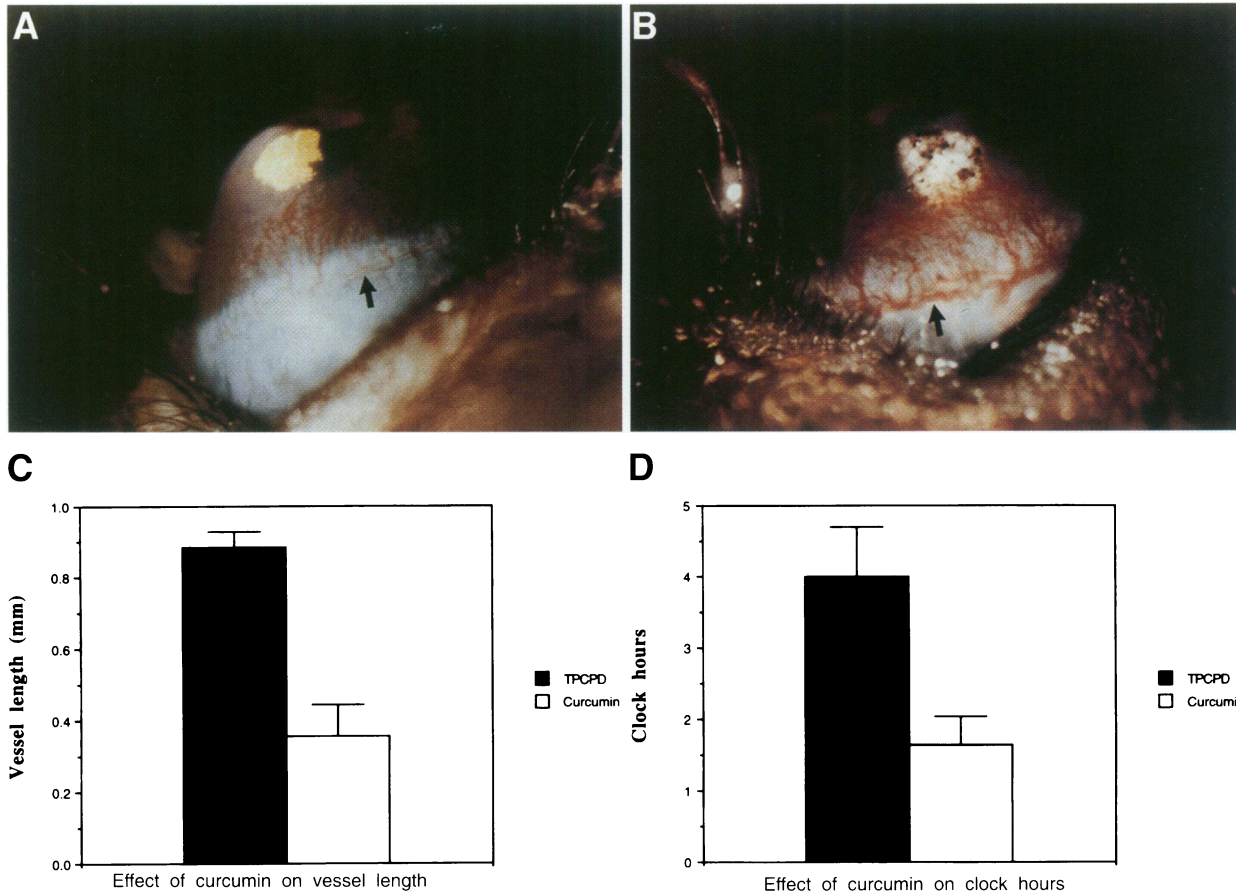 A
B
C
Vessel length (mm)
1.0
0.8
0.6
0.4
0.2
0.0
TPCPD
Curcumin
Effect of curcumin on vessel length
D
Clock hours
5
4
3
2
1
0
TPCPD
Curcumi
Effect of curcumin on clock hours